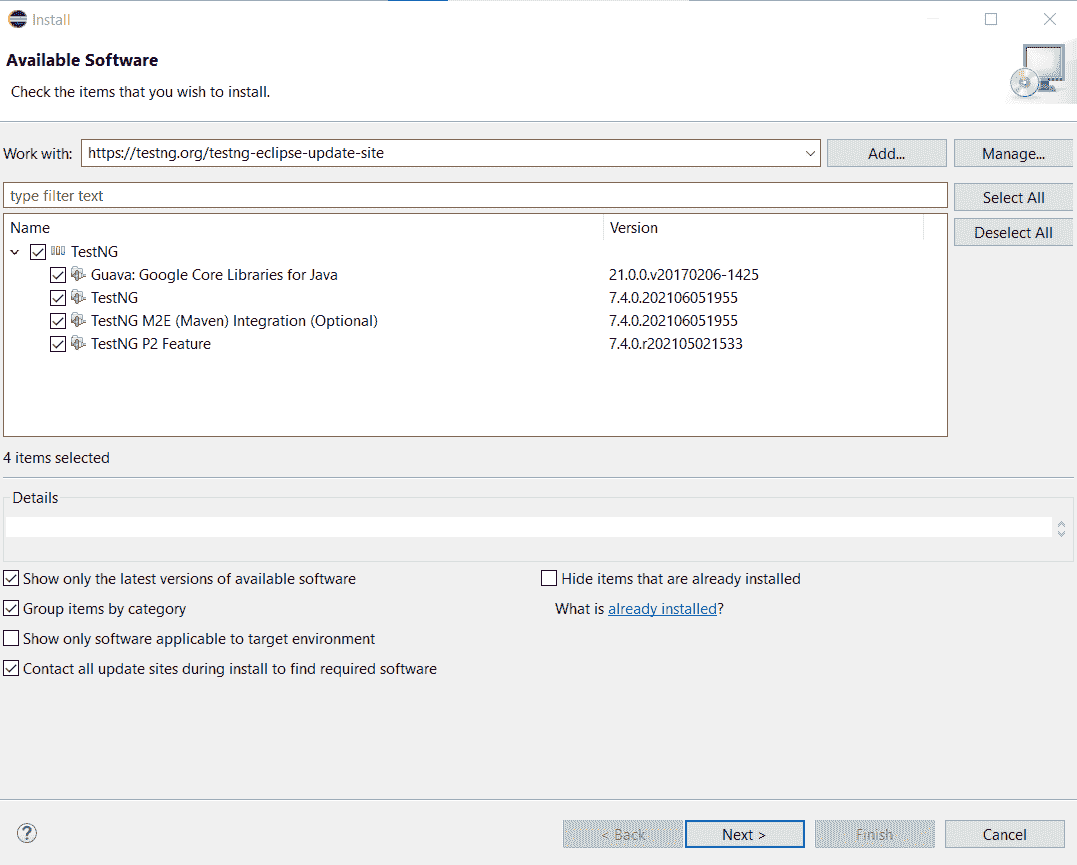 Install
Available Software
Check the items that you wish to install.
Work with: https://testng.org/testng-eclipse-update-site Add... Manage...
type filter text Select All
Name Version Deselect All
TestNG
Guava: Google Core Libraries for Java 21.0.0.v20170206-1425
TestNG 7.4.0.202106051955
TestNG M2E (Maven) Integration (Optional) 7.4.0.202106051955
TestNG P2 Feature 7.4.0.r202105021533
4 items selected
Details
Show only the latest versions of available software Hide items that are already installed
Group items by category What is already installed?
Show only software applicable to target environment
Contact all update sites during install to find required software
? < Back Next > Finish Cancel